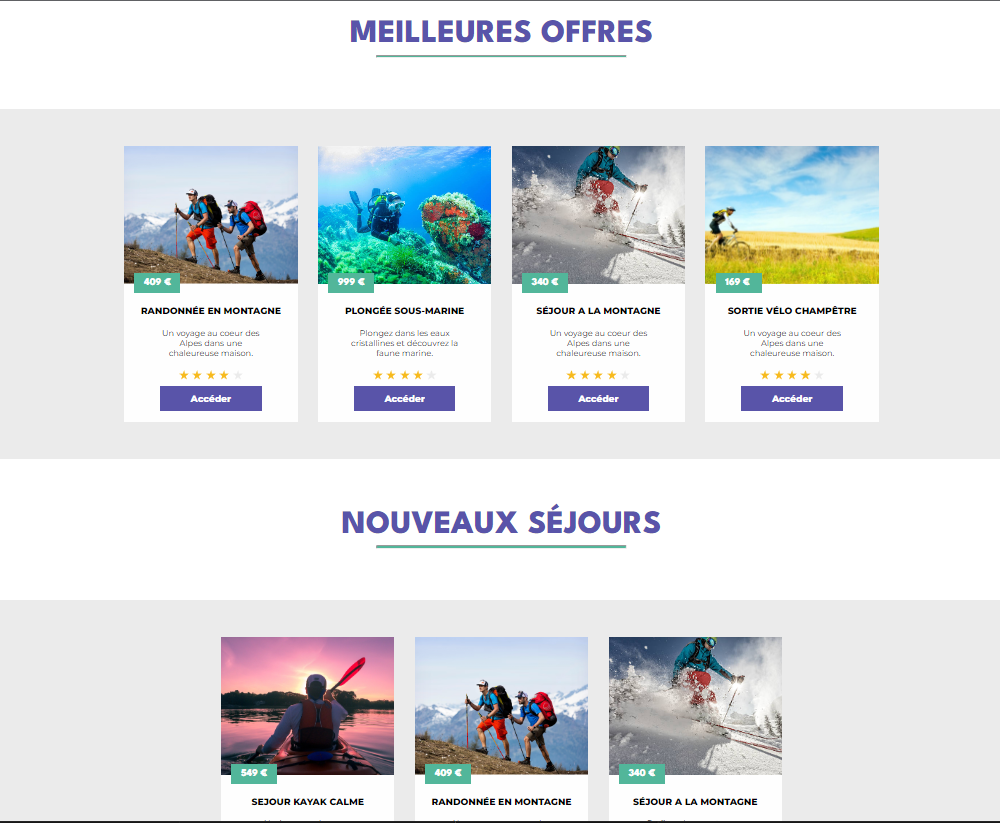 MEILLEURES OFFRES
409 €
RANDONNÉE EN MONTAGNE
Un voyage au coeur des
Alpes dans une
chaleureuse maison.
Accéder
999 €
PLONGÉE SOUS-MARINE
Plongez dans les eaux
cristallines et découvrez la
faune marine.
Accéder
340 €
SÉJOUR A LA MONTAGNE
Un voyage au coeur des
Alpes dans une
chaleureuse maison.
Accéder
169 €
SORTIE VÉLO CHAMPÊTRE
Un voyage au coeur des
Alpes dans une
chaleureuse maison.
Accéder
NOUVEAUX SÉJOURS
549 €
SEJOUR KAYAK CALME
409 €
RANDONNÉE EN MONTAGNE
340 €
SÉJOUR A LA MONTAGNE